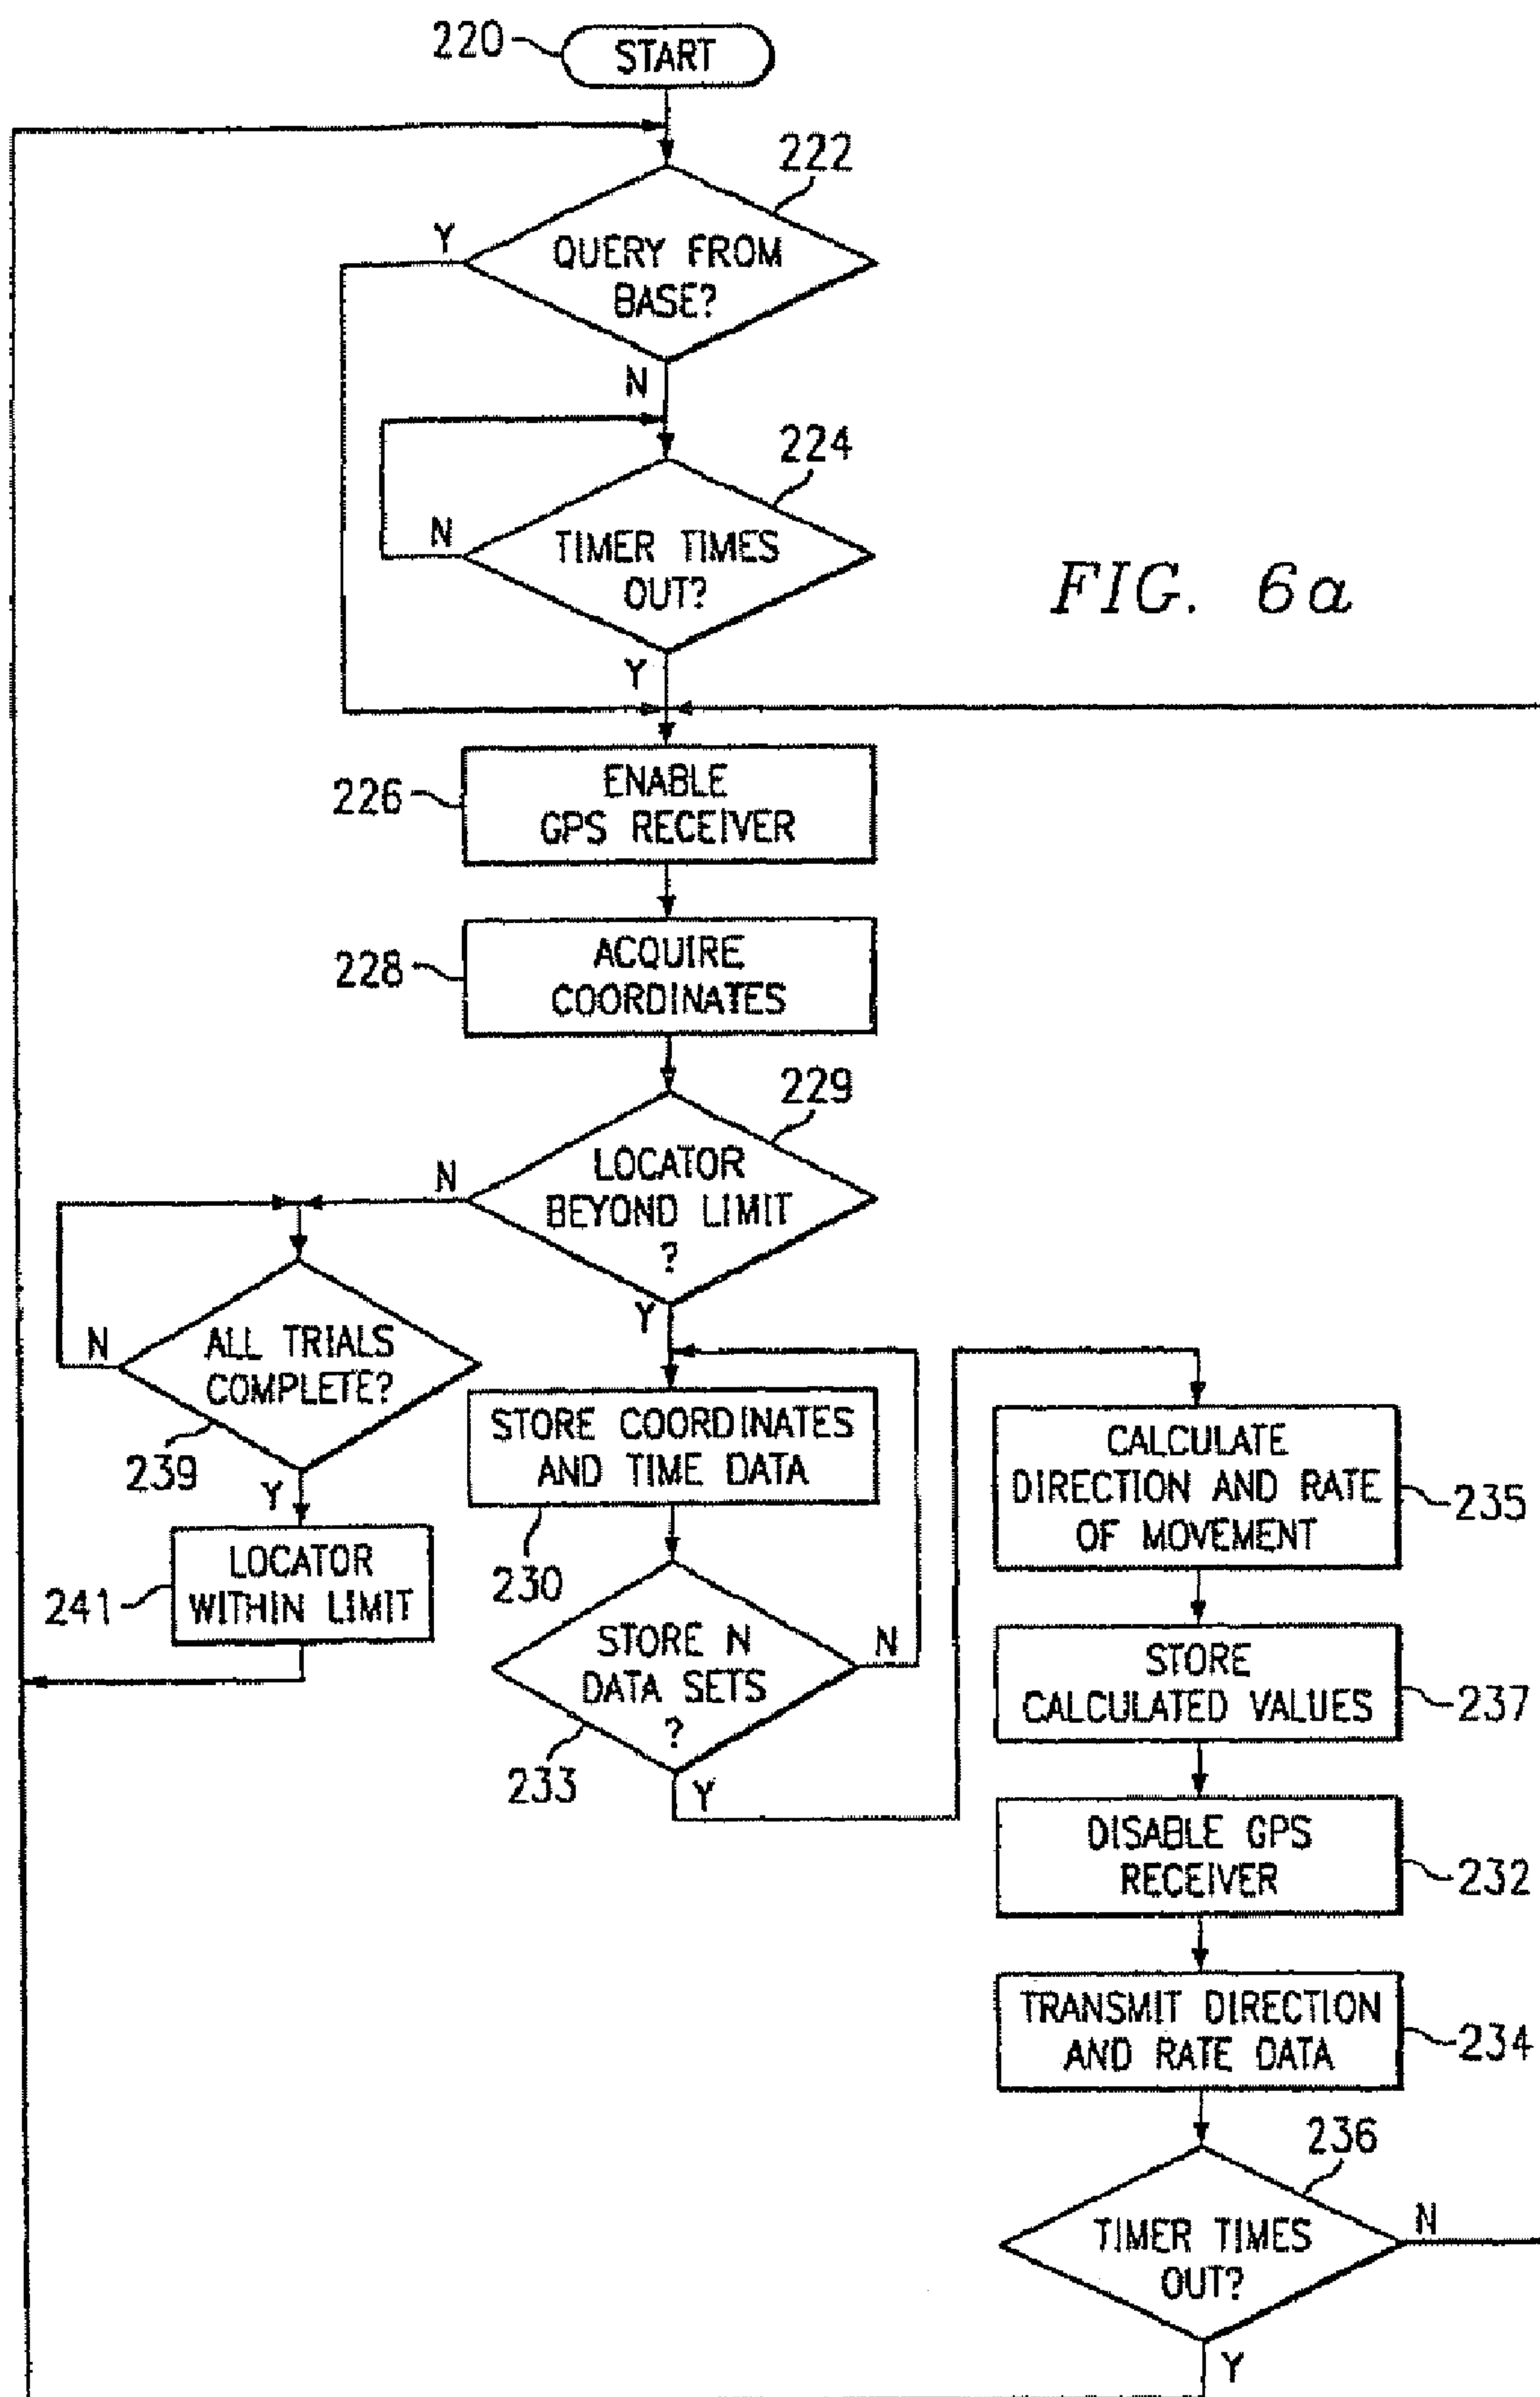 220
START
222
Y
QUERY FROM
BASE?
N
224
N
TIMER TIMES
OUT?
FIG. 6a
Y
226
ENABLE
GPS RECEIVER
228
ACQUIRE
COORDINATES
229
N
LOCATOR
BEYOND LIMIT
?
Y
N
ALL TRIALS
COMPLETE?
239
Y
241
LOCATOR
WITHIN LIMIT
STORE COORDINATES
AND TIME DATA
230
STORE N
DATA SETS
?
N
233
Y
CALCULATE
DIRECTION AND RATE
OF MOVEMENT
235
STORE
CALCULATED VALUES
237
DISABLE GPS
RECEIVER
232
TRANSMIT DIRECTION
AND RATE DATA
234
236
TIMER TIMES
OUT?
N
Y